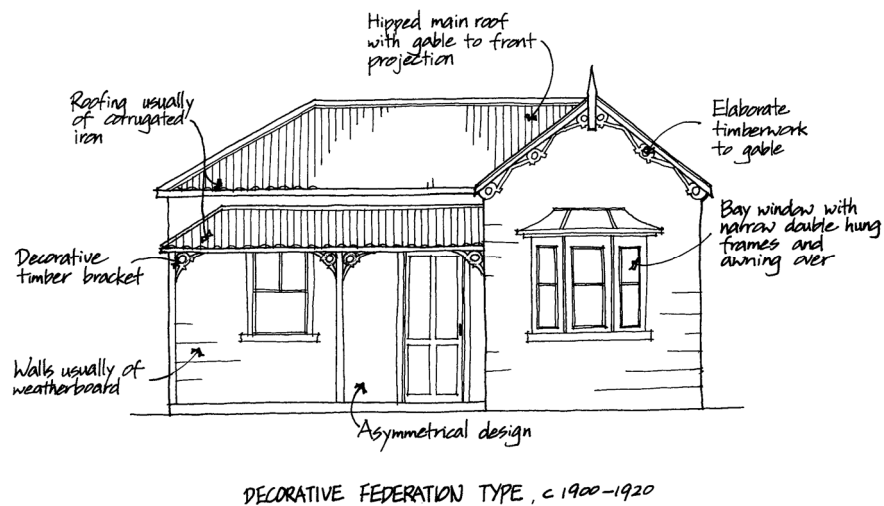 Hipped main roof
with gable to front
projection
Roofing usually
of corrugated
iron
Elaborate
timberwork
to gable
Bay window with
narrow double hung
frames and
awning over
Decorative
timber bracket
Walls usually of
weatherboard
Asymmetrical design
DECORATIVE FEDERATION TYPE, c 1900-1920